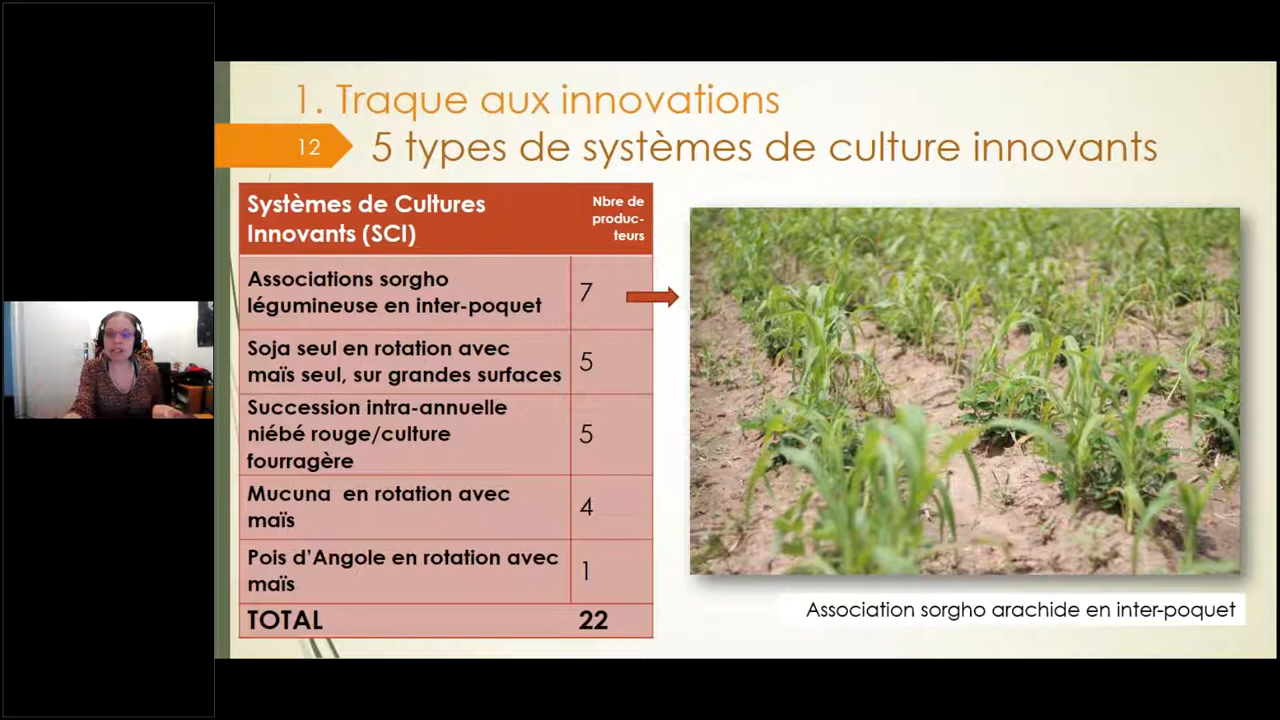 1. Traque aux innovations
12
5 types de systèmes de culture innovants
Systèmes de Cultures
Innovants (SCI)
Nbre de
produc-
teurs
Associations sorgho
légumineuse en inter-poquet
7
Soja seul en rotation avec
maïs seul, sur grandes surfaces
5
Succession intra-annuelle
niébé rouge/culture
fourragère
5
Mucuna en rotation avec
maïs
4
Pois d'Angole en rotation avec
maïs
1
TOTAL
22
Association sorgho arachide en inter-poquet